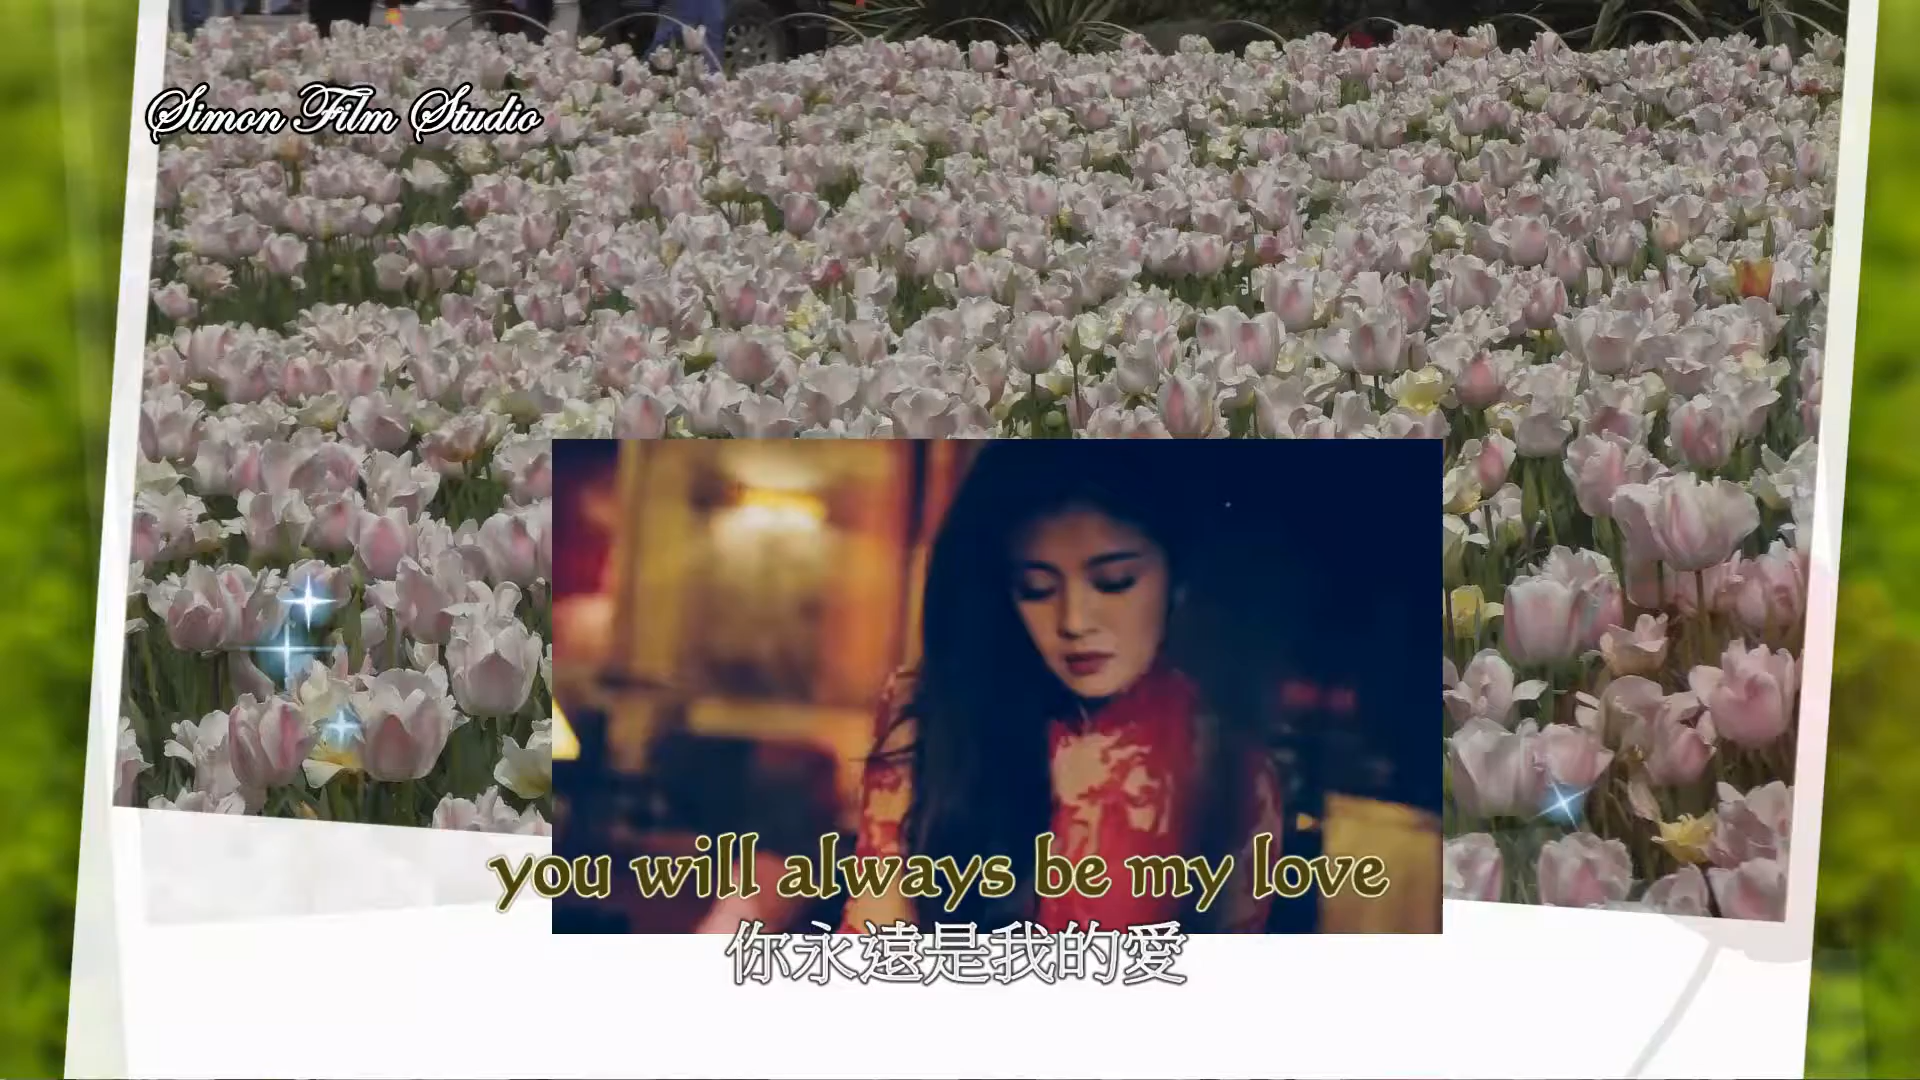 Simon Film Studio
you will always be my love
你永遠是我的愛